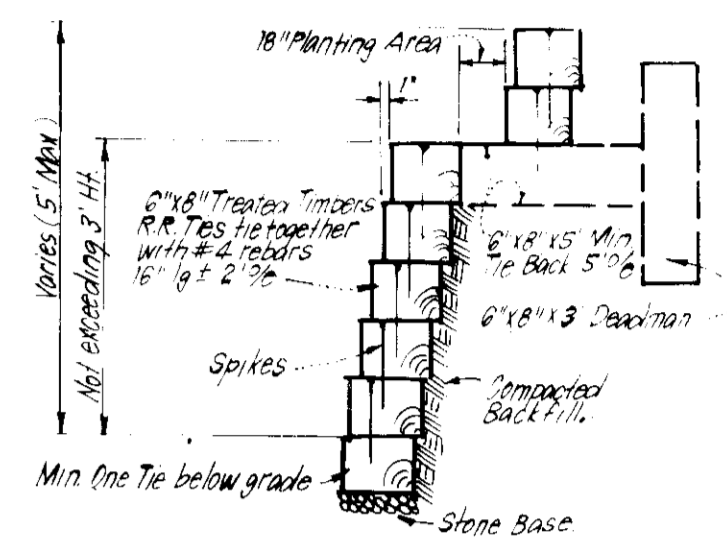 18" Planting Area
1"
Varies (5' Max)
Not exceeding 3' Ht.
6"x8" Treated Timbers
R.R. Ties tie together
with #4 rebars
16" lg ± 2' O/c
6"x8"x5' Min.
Tie Back 5' O/c
6"x8"x3' Deadman
Spikes
Compacted
Backfill.
Min. One Tie below grade
Stone Base